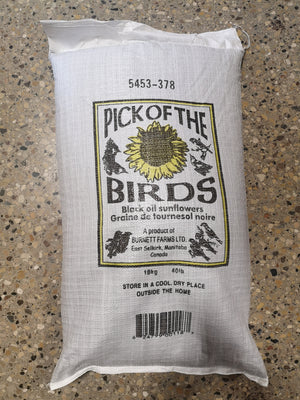 5453-378
PICK OF THE
BIRDS
Black oil sunflowers
Graine de tournesol noire
A product of
BURNETT FARMS LTD.
East Selkirk, Manitoba
Canada
18kg 40lb
STORE IN A COOL, DRY PLACE
OUTSIDE THE HOME